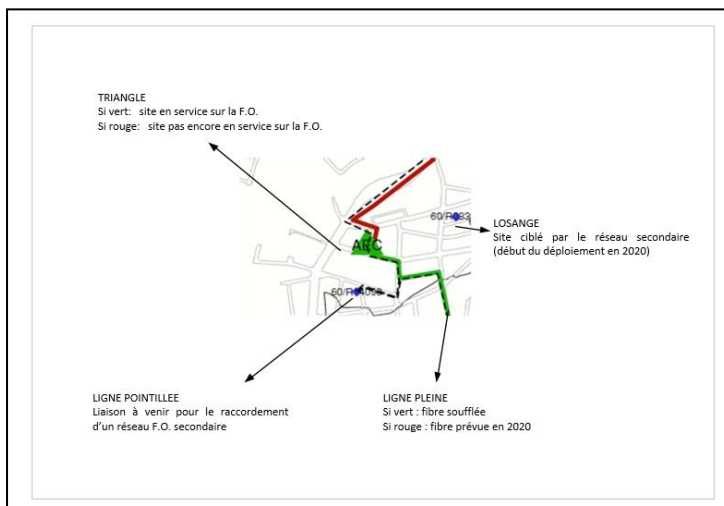 TRIANGLE
Si vert: site en service sur la F.O.
Si rouge: site pas encore en service sur la F.O.
AEC
LOSANGE
Site ciblé par le réseau secondaire
(début du déploiement en 2020)
LIGNE POINTILLEE
Liaison à venir pour le raccordement
d'un réseau F.O. secondaire
LIGNE PLEINE
Si vert : fibre soufflée
Si rouge : fibre prévue en 2020